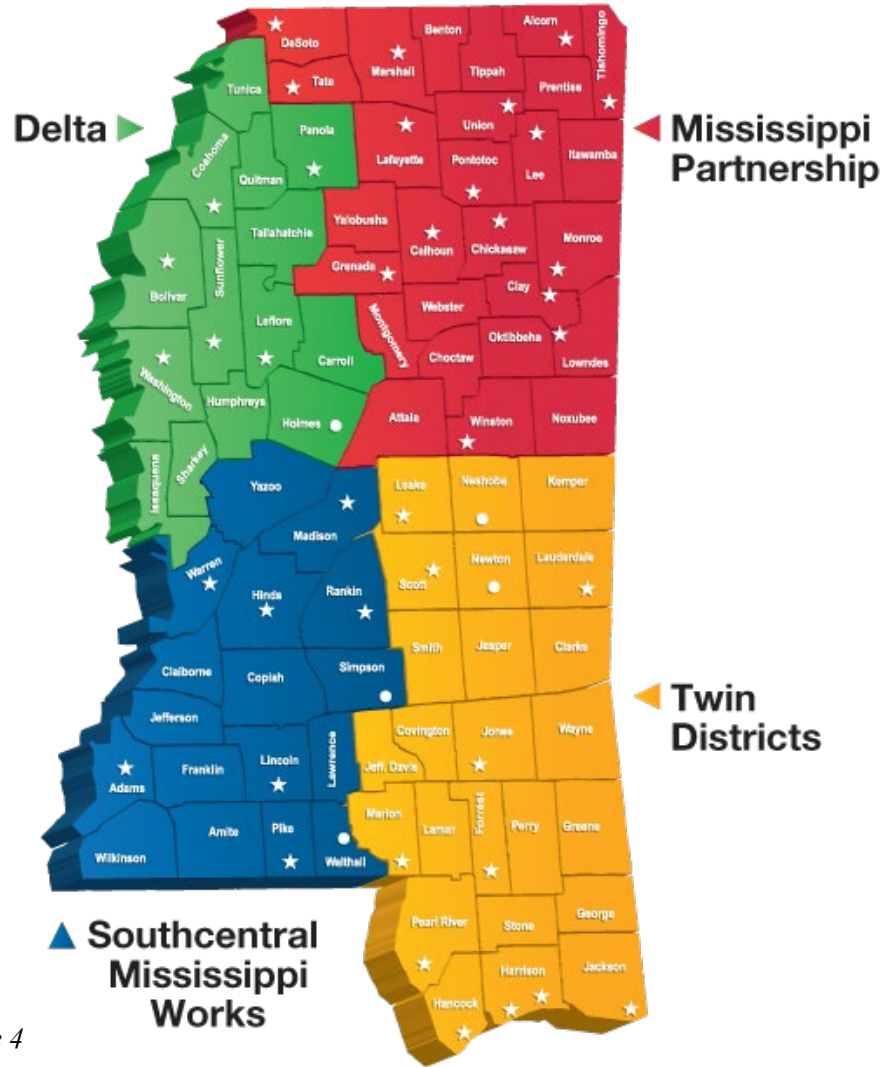 DeSoto
Benton
Alcorn
Tishomingo
Marshall
Tippah
Tate
Prentiss
Tunica
Delta
Mississippi
Partnership
Panola
Union
Coahoma
Lafayette
Pontotoc
Lee
Itawamba
Quitman
Yalobusha
Tallahatchie
Calhoun
Chickasaw
Monroe
Sunflower
Grenada
Clay
Bolivar
Webster
Leflore
Montgomery
Oktibbeha
Carroll
Choctaw
Lowndes
Washington
Humphreys
Holmes
Attala
Winston
Noxubee
Issaquena
Sharkey
Yazoo
Leake
Neshoba
Kemper
Madison
Warren
Hinds
Rankin
Scott
Newton
Lauderdale
Smith
Jasper
Clarke
Claiborne
Copiah
Simpson
Twin
Districts
Jefferson
Lawrence
Covington
Jones
Wayne
Jeff. Davis
Adams
Franklin
Lincoln
Marion
Lamar
Forrest
Perry
Greene
Wilkinson
Amite
Pike
Walthall
Southcentral
Mississippi
Works
Pearl River
Stone
George
Harrison
Jackson
Hancock
4